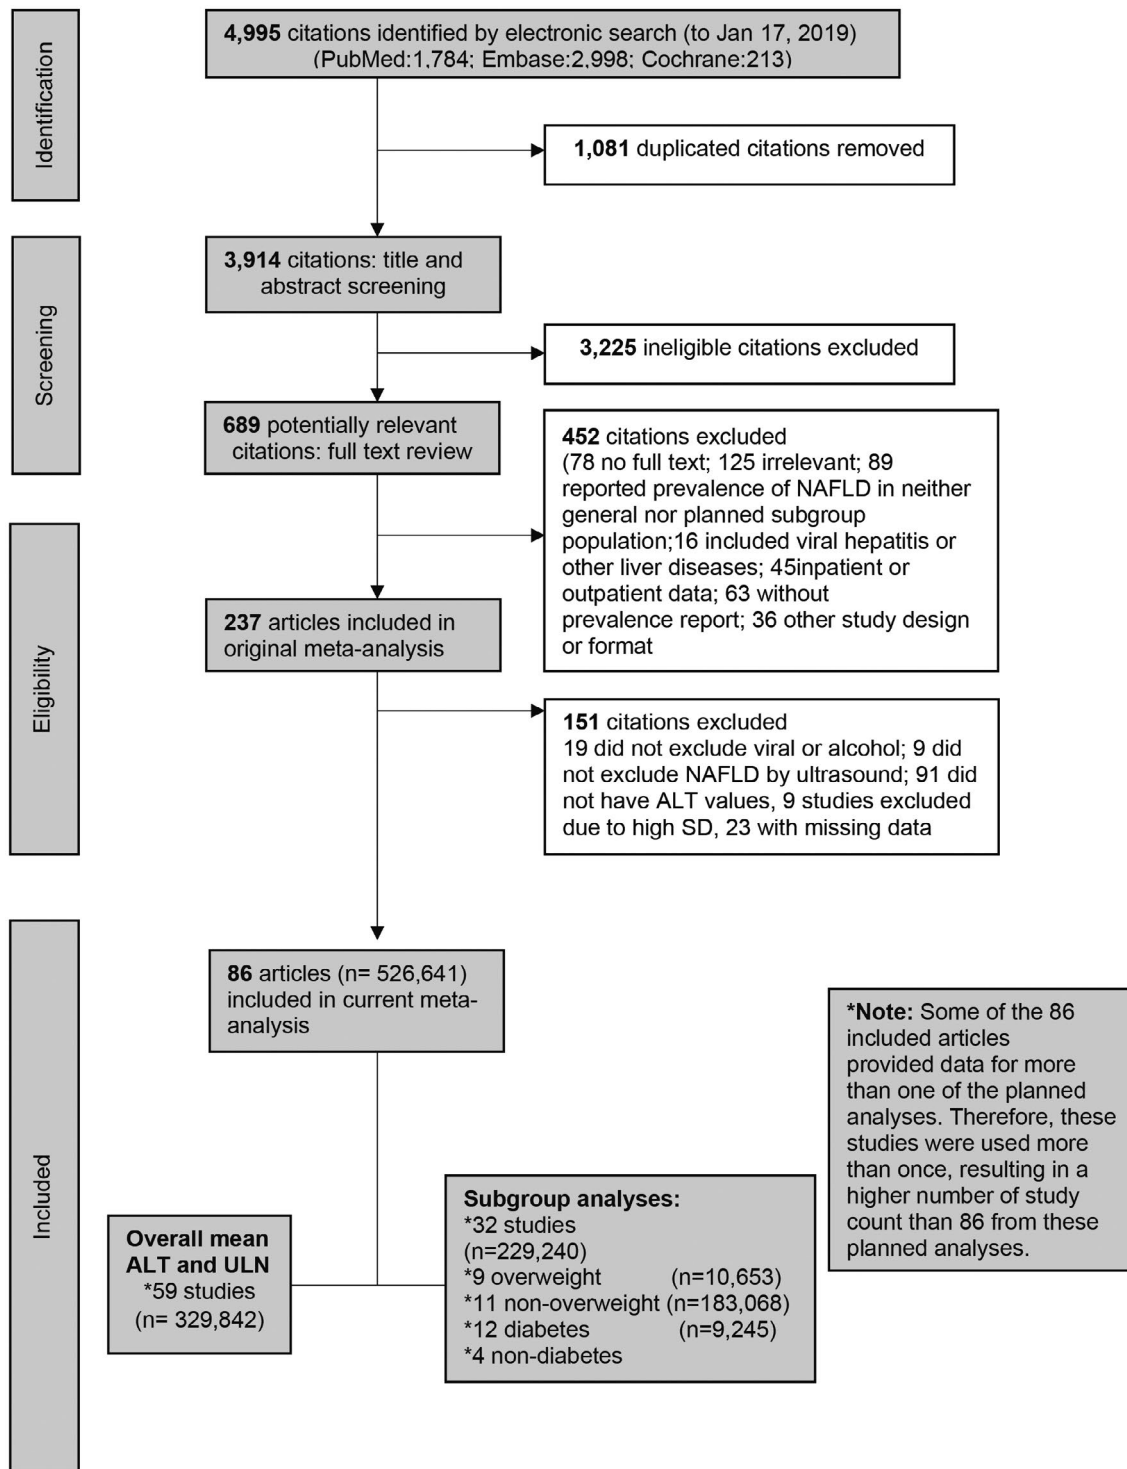 Identification
4,995 citations identified by electronic search (to Jan 17, 2019)
(PubMed:1,784; Embase:2,998; Cochrane:213)
1,081 duplicated citations removed
Screening
3,914 citations: title and
abstract screening
3,225 ineligible citations excluded
689 potentially relevant
citations: full text review
452 citations excluded
(78 no full text; 125 irrelevant; 89
reported prevalence of NAFLD in neither
general nor planned subgroup
population;16 included viral hepatitis or
other liver diseases; 45inpatient or
outpatient data; 63 without
prevalence report; 36 other study design
or format
Eligibility
237 articles included in
original meta-analysis
151 citations excluded
19 did not exclude viral or alcohol; 9 did
not exclude NAFLD by ultrasound; 91 did
not have ALT values, 9 studies excluded
due to high SD, 23 with missing data
Included
86 articles (n= 526,641)
included in current meta-
analysis
*Note: Some of the 86
included articles
provided data for more
than one of the planned
analyses. Therefore, these
studies were used more
than once, resulting in a
higher number of study
count than 86 from these
planned analyses.
Overall mean
ALT and ULN
*59 studies
(n= 329,842)
Subgroup analyses:
*32 studies
(n=229,240)
*9 overweight (n=10,653)
*11 non-overweight (n=183,068)
*12 diabetes (n=9,245)
*4 non-diabetes